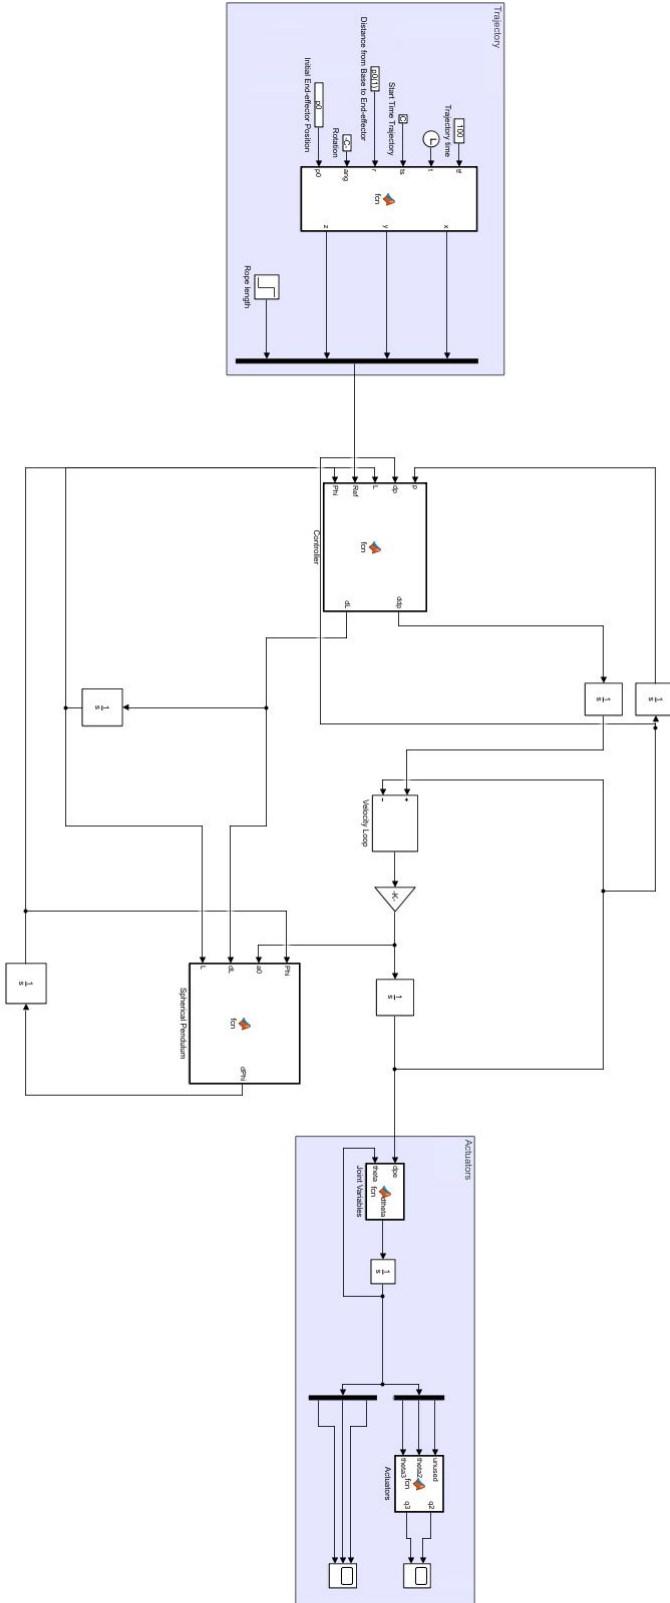 Trajectory
100
Trajectory time
Start Time Trajectory
p0(1)
Distance from Base to End-effector
-C-
Rotation
p0
Initial End-effector Position
tf
t
ts
r
ang
p0
fcn
x
y
z
Rope length
p
dp
L
Ref
Phi
fcn
ddp
dL
Controller
1
s
1
s
1
s
+
-
Velocity Loop
-K-
1
s
Phi
a0
dL
L
fcn
dPhi
Spherical Pendulum
1
s
Actuators
dpe
theta
fcn
dtheta
Joint Variables
1
s
unused
theta2
theta3
fcn
q2
q3
Actuators